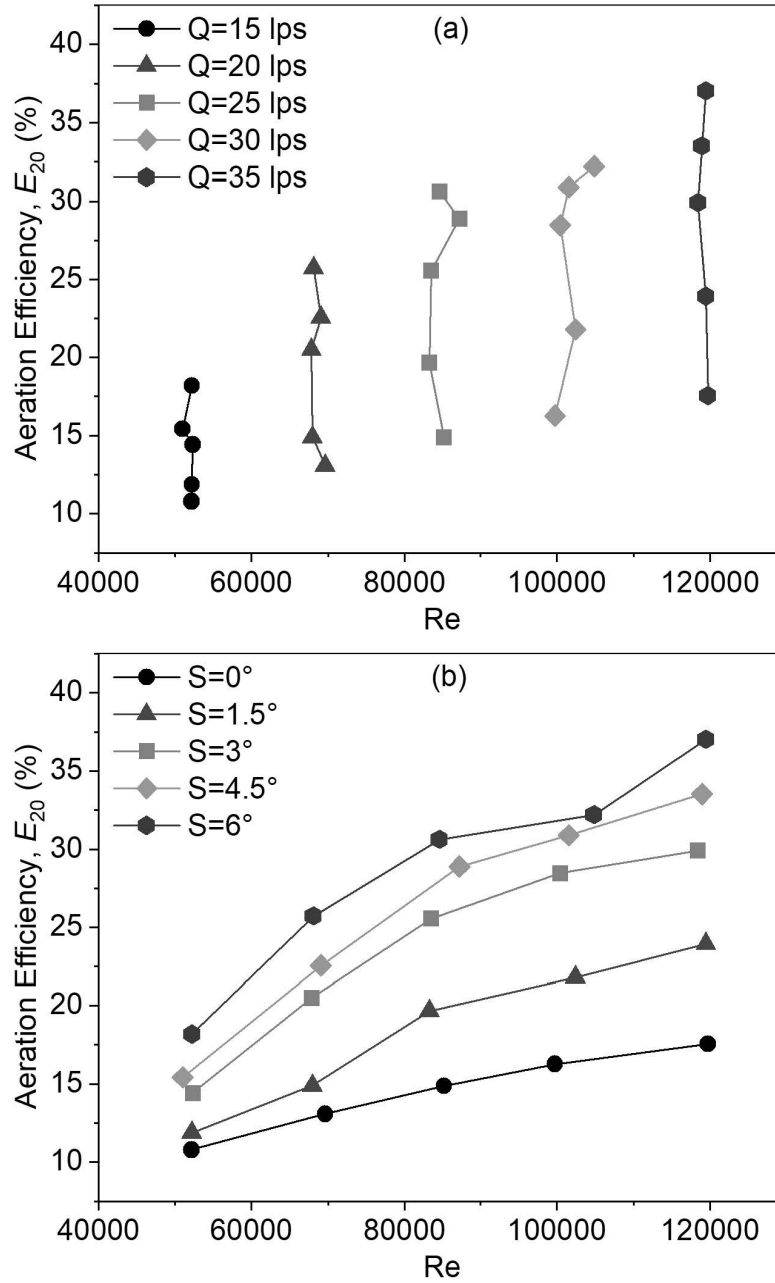 (a)
Q=15 lps
Q=20 lps
Q=25 lps
Q=30 lps
Q=35 lps
Aeration Efficiency, E20 (%)
40
35
30
25
20
15
10
40000 60000 80000 100000 120000
Re
(b)
S=0°
S=1.5°
S=3°
S=4.5°
S=6°
Aeration Efficiency, E20 (%)
40
35
30
25
20
15
10
40000 60000 80000 100000 120000
Re